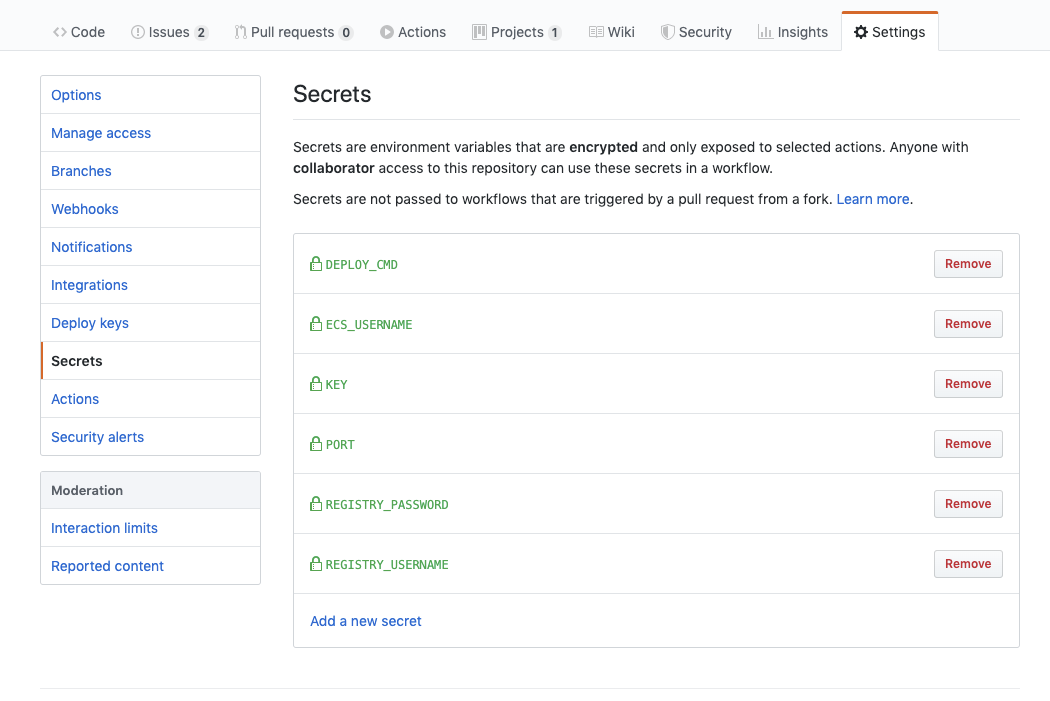 Code Issues 2 Pull requests 0 Actions Projects 1 Wiki Security Insights Settings
Options
Manage access
Branches
Webhooks
Notifications
Integrations
Deploy keys
Secrets
Actions
Security alerts
Moderation
Interaction limits
Reported content
Secrets
Secrets are environment variables that are encrypted and only exposed to selected actions. Anyone with
collaborator access to this repository can use these secrets in a workflow.
Secrets are not passed to workflows that are triggered by a pull request from a fork. Learn more.
DEPLOY_CMD Remove
ECS_USERNAME Remove
KEY Remove
PORT Remove
REGISTRY_PASSWORD Remove
REGISTRY_USERNAME Remove
Add a new secret